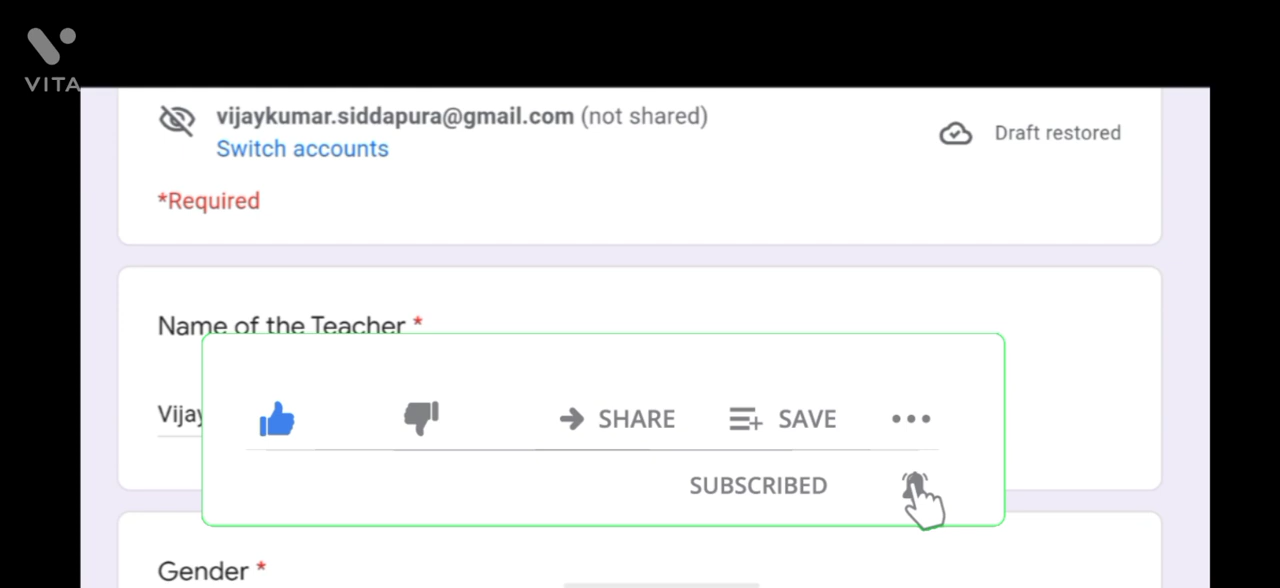 VITA
vijaykumar.siddapura@gmail.com (not shared)
Switch accounts
Draft restored
*Required
Name of the Teacher *
Vijay
SHARE
SAVE
SUBSCRIBED
Gender *